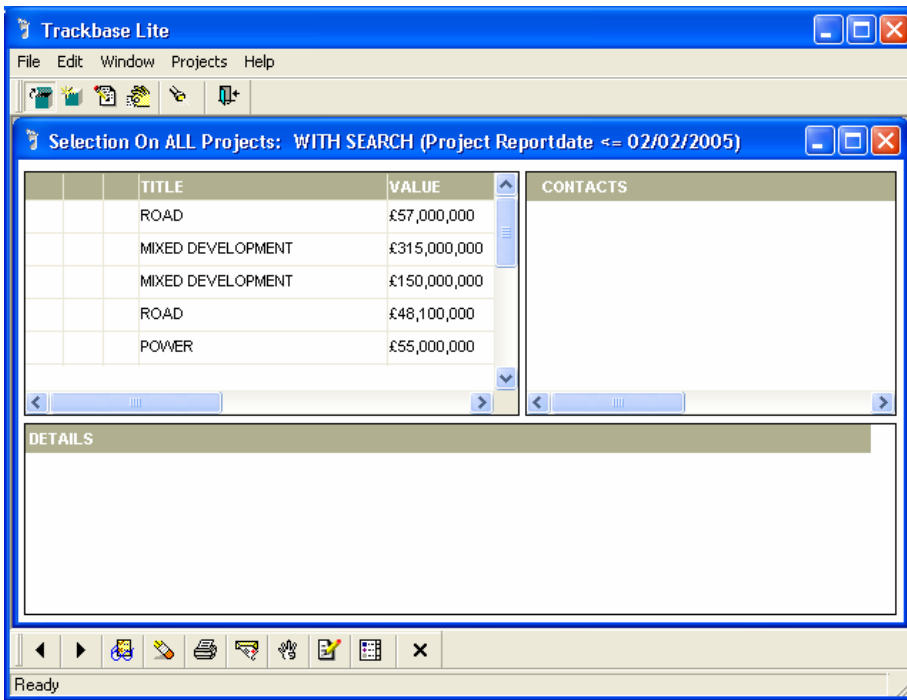 Trackbase Lite
File Edit Window Projects Help
Selection On ALL Projects: WITH SEARCH (Project Reportdate <= 02/02/2005)
TITLE VALUE
ROAD £57,000,000
MIXED DEVELOPMENT £315,000,000
MIXED DEVELOPMENT £150,000,000
ROAD £48,100,000
POWER £55,000,000
CONTACTS
DETAILS
Ready